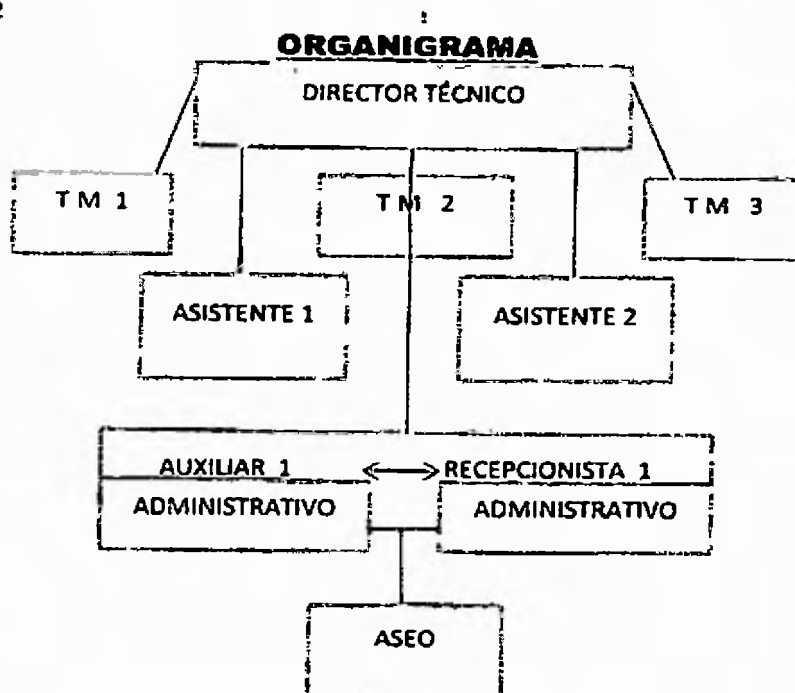 ORGANIGRAMA
DIRECTOR TÉCNICO
T M 1
T M 2
T M 3
ASISTENTE 1
ASISTENTE 2
AUXILIAR 1
RECEPCIONISTA 1
ADMINISTRATIVO
ADMINISTRATIVO
ASEO